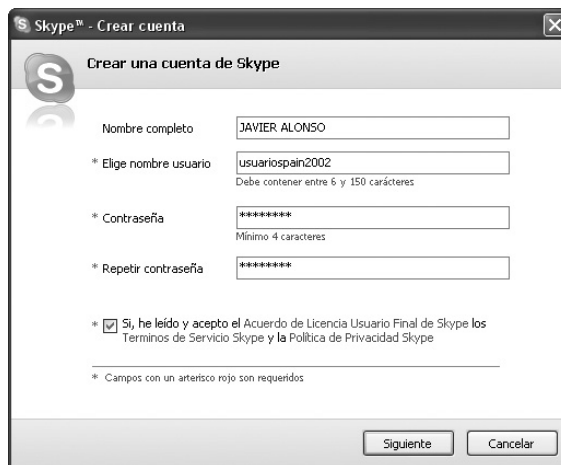 Skype™ - Crear cuenta
Crear una cuenta de Skype
Nombre completo JAVIER ALONSO
* Elige nombre usuario usuariospain2002
Debe contener entre 6 y 150 carácteres
* Contraseña ********
Mínimo 4 caracteres
* Repetir contraseña ********
* Si, he leído y acepto el Acuerdo de Licencia Usuario Final de Skype los
Terminos de Servicio Skype y la Política de Privacidad Skype
* Campos con un arterisco rojo son requeridos
Siguiente Cancelar